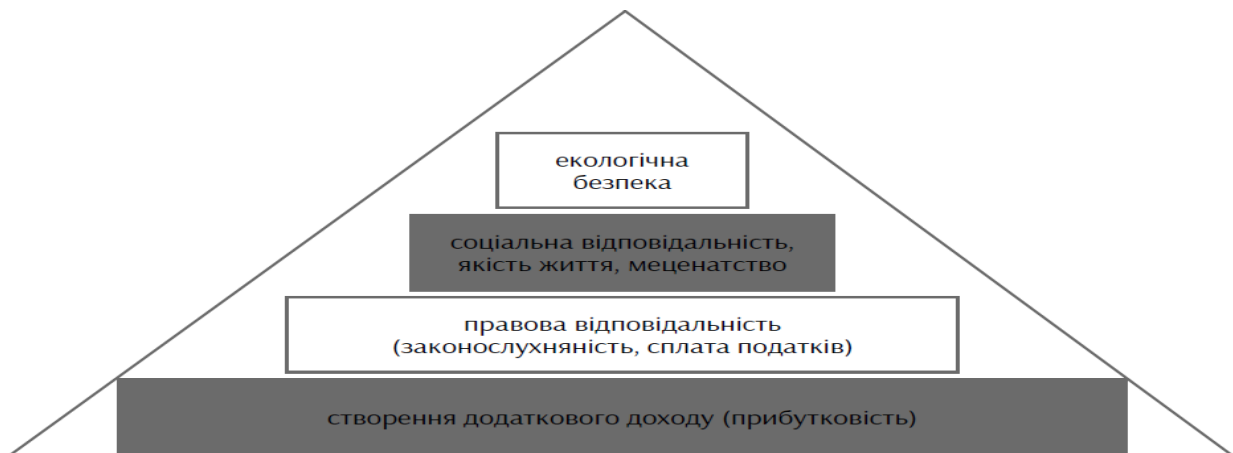 екологічна
безпека
соціальна відповідальність,
якість життя, меценатство
правова відповідальність
(законослухняність, сплата податків)
створення додаткового доходу (прибутковість)